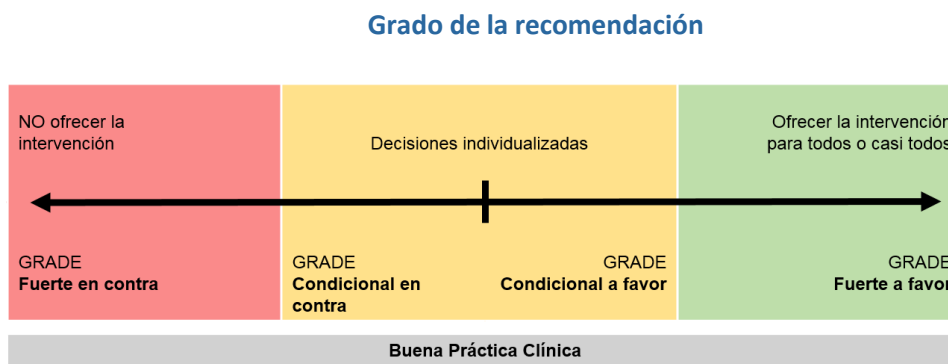 Grado de la recomendación
NO ofrecer la
intervención
Decisiones individualizadas
Ofrecer la intervención
para todos o casi todos
GRADE
Fuerte en contra
GRADE
Condicional en
contra
GRADE
Condicional a favor
GRADE
Fuerte a favor
Buena Práctica Clínica